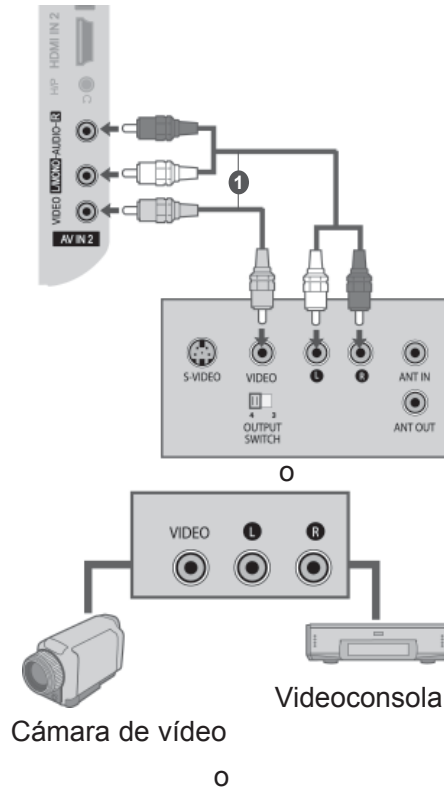 HDMI IN 2
H/P
VIDEO L/MONO-AUDIO-R
AV IN 2
1
S-VIDEO
VIDEO
L
R
ANT IN
4 3
OUTPUT
SWITCH
ANT OUT
o
VIDEO L R
Videoconsola
Cámara de vídeo
o